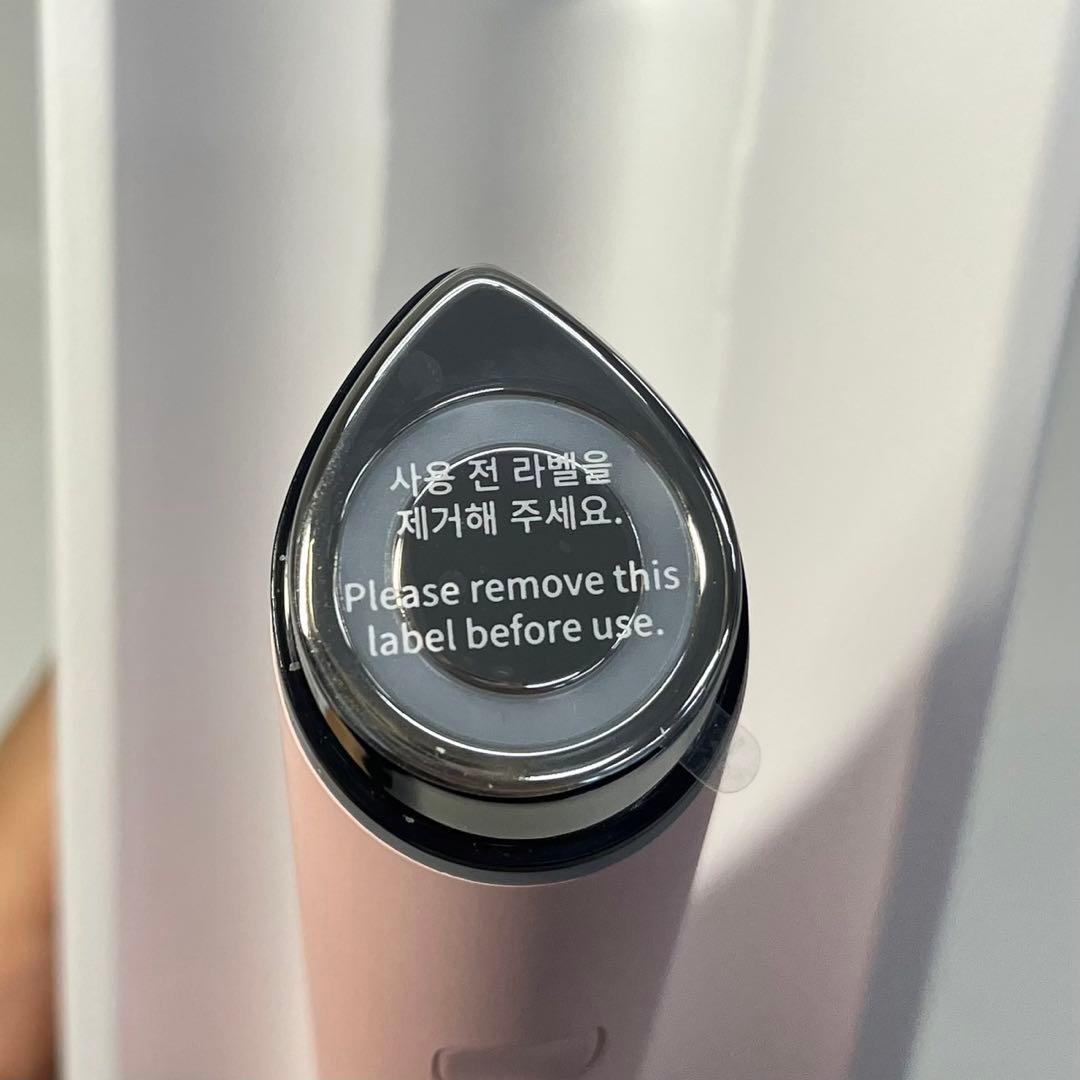 사용 전 라벨을
제거해 주세요.
Please remove this
label before use.